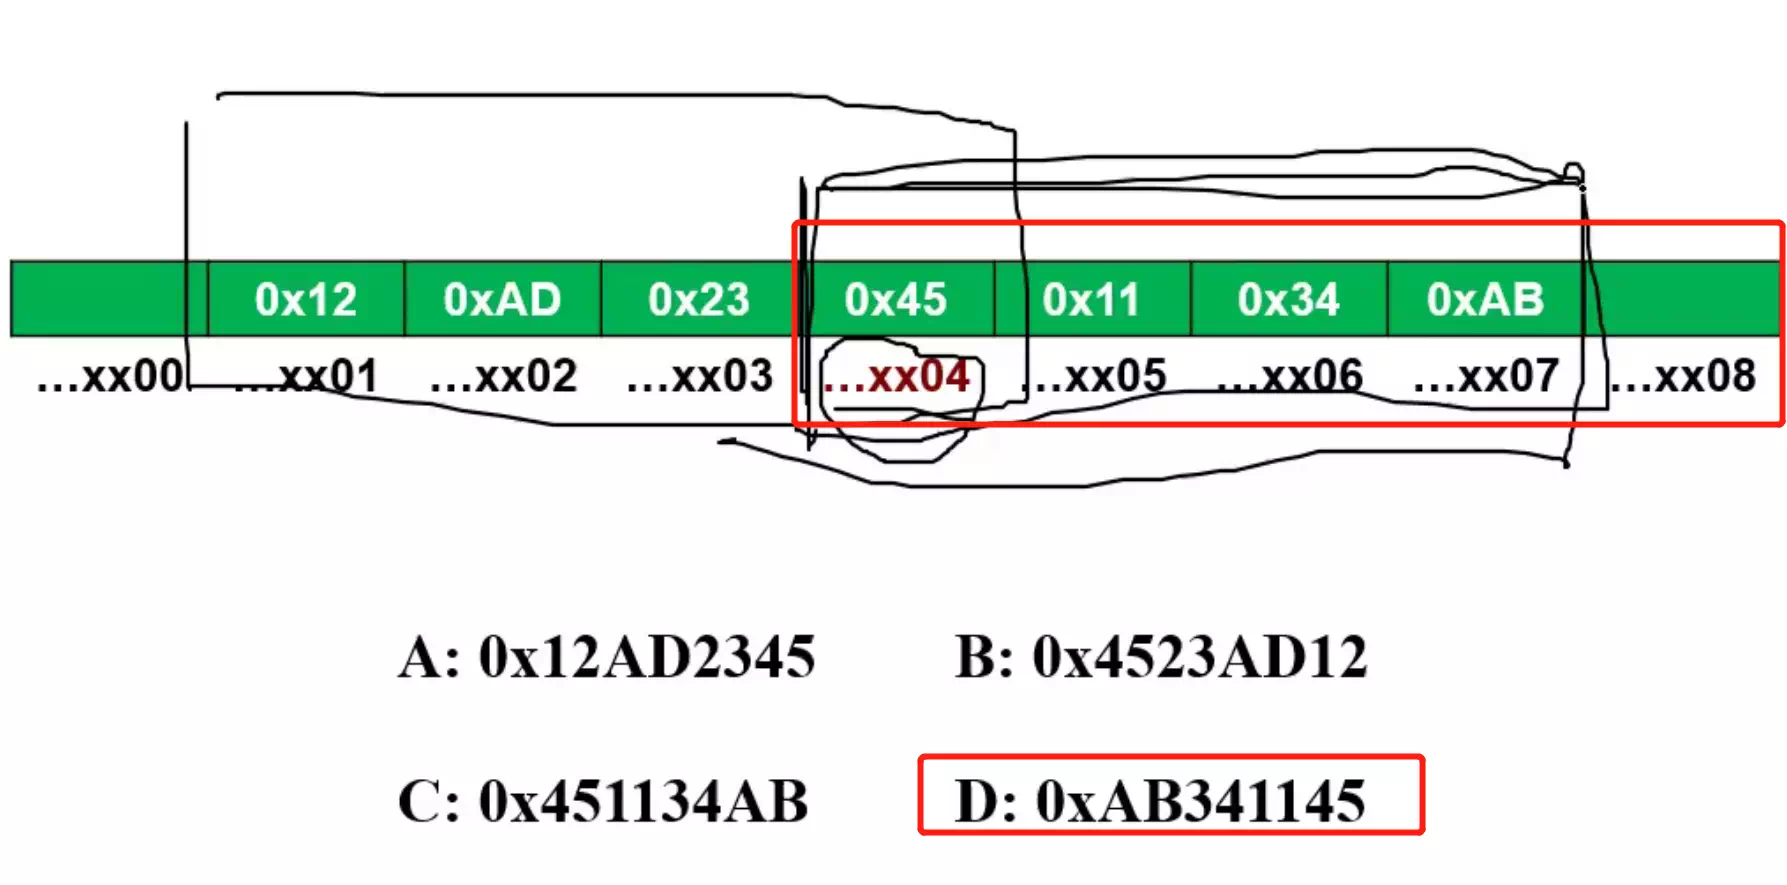 0x12 0xAD 0x23 0x45 0x11 0x34 0xAB
...xx00 ...xx01 ...xx02 ...xx03 ...xx04 ...xx05 ...xx06 ...xx07 ...xx08
A: 0x12AD2345 B: 0x4523AD12
C: 0x451134AB D: 0xAB341145